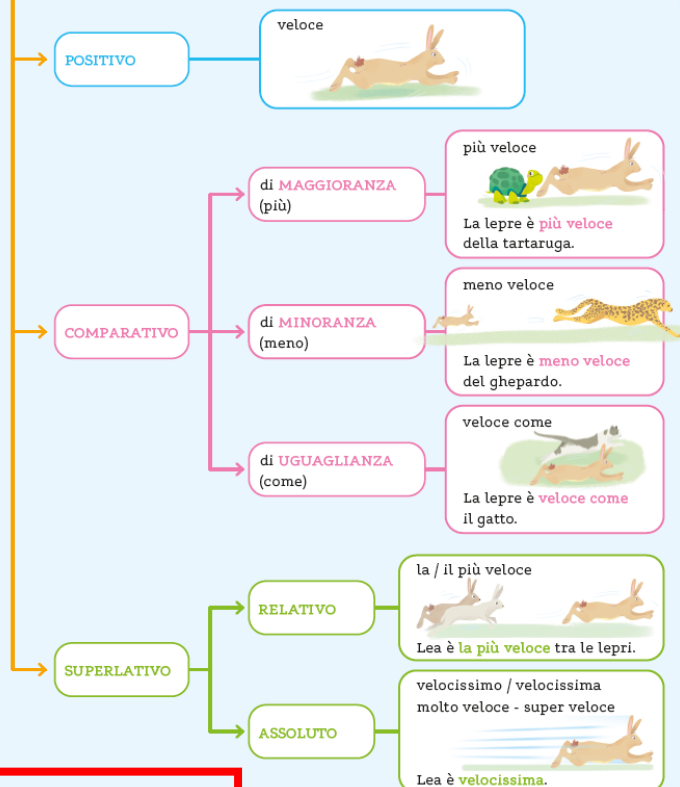 POSITIVO
veloce
COMPARATIVO
di MAGGIORANZA
(più)
più veloce
La lepre è più veloce
della tartaruga.
di MINORANZA
(meno)
meno veloce
La lepre è meno veloce
del ghepardo.
di UGUAGLIANZA
(come)
veloce come
La lepre è veloce come
il gatto.
SUPERLATIVO
RELATIVO
la / il più veloce
Lea è la più veloce tra le lepri.
ASSOLUTO
velocissimo / velocissima
molto veloce - super veloce
Lea è velocissima.